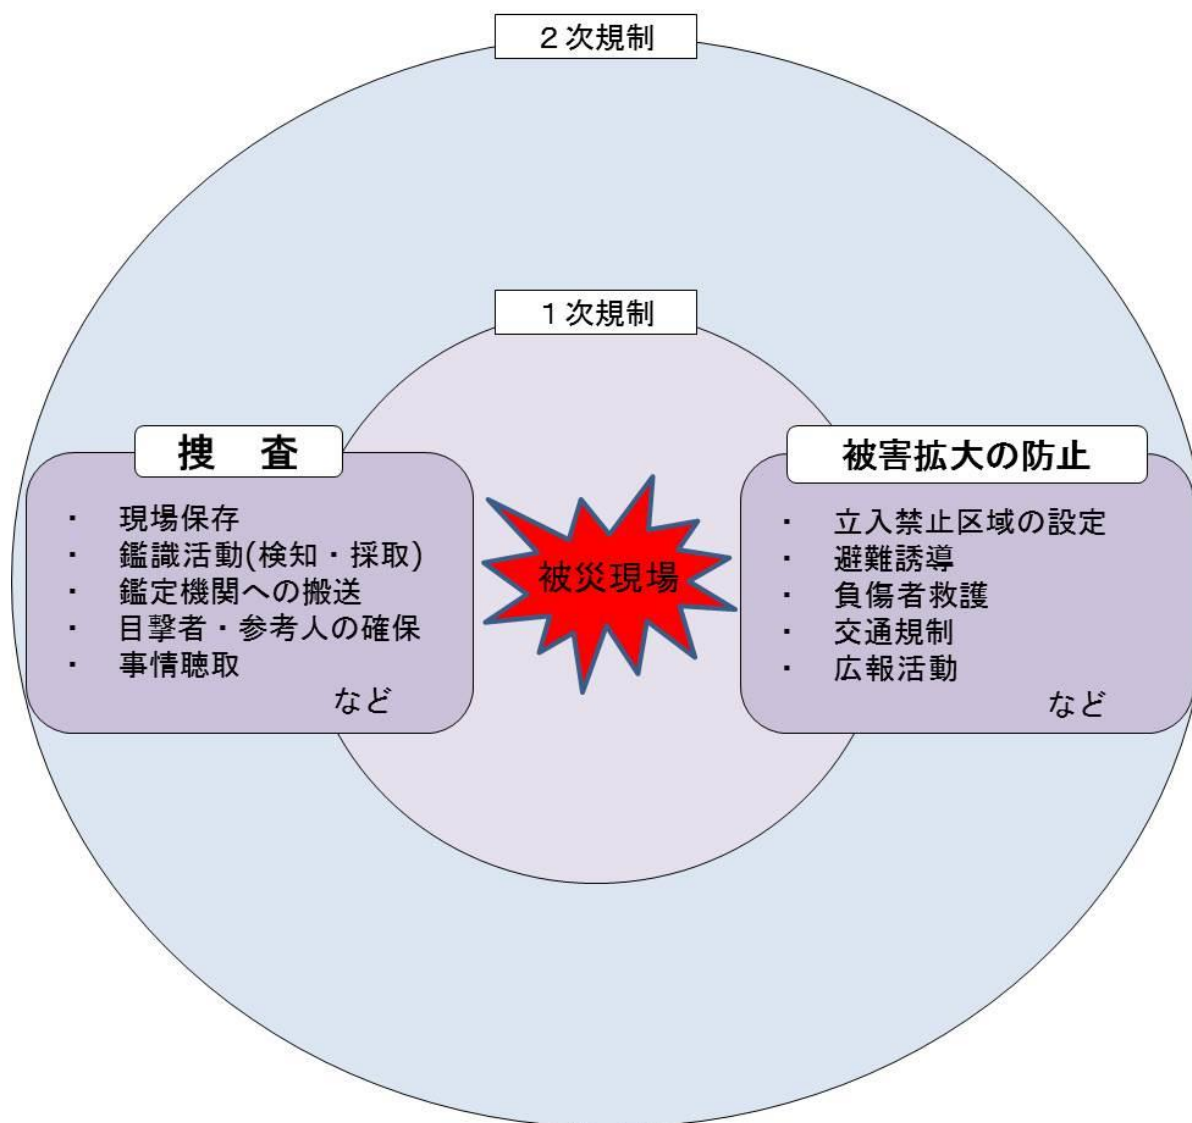 ２次規制
１次規制
捜　査
・　現場保存
・　鑑識活動(検知・採取)
・　鑑定機関への搬送
・　目撃者・参考人の確保
・　事情聴取
など
被災現場
被害拡大の防止
・　立入禁止区域の設定
・　避難誘導
・　負傷者救護
・　交通規制
・　広報活動
など